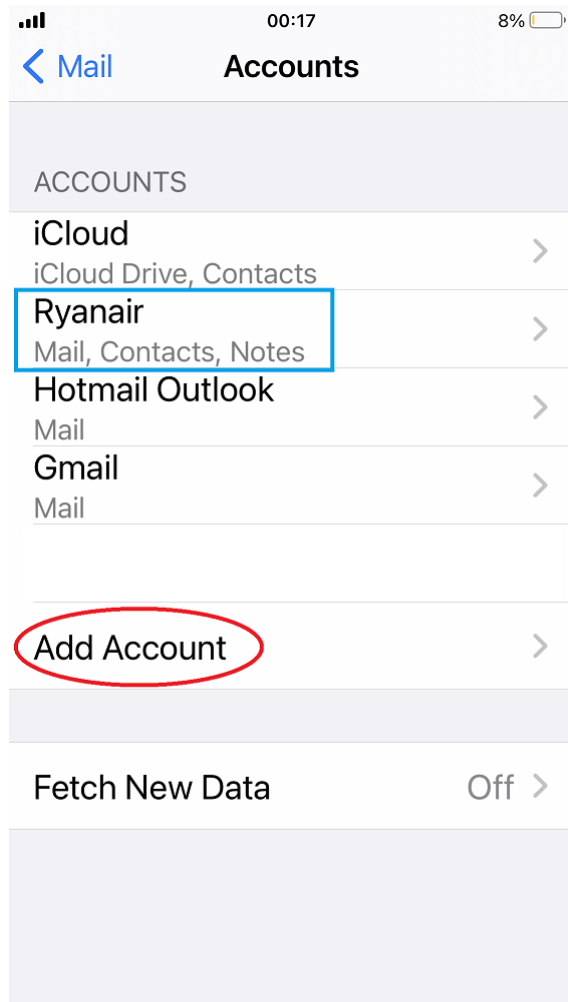 00:17 8%
Mail Accounts
ACCOUNTS
iCloud
iCloud Drive, Contacts
Ryanair
Mail, Contacts, Notes
Hotmail Outlook
Mail
Gmail
Mail
Add Account
Fetch New Data Off